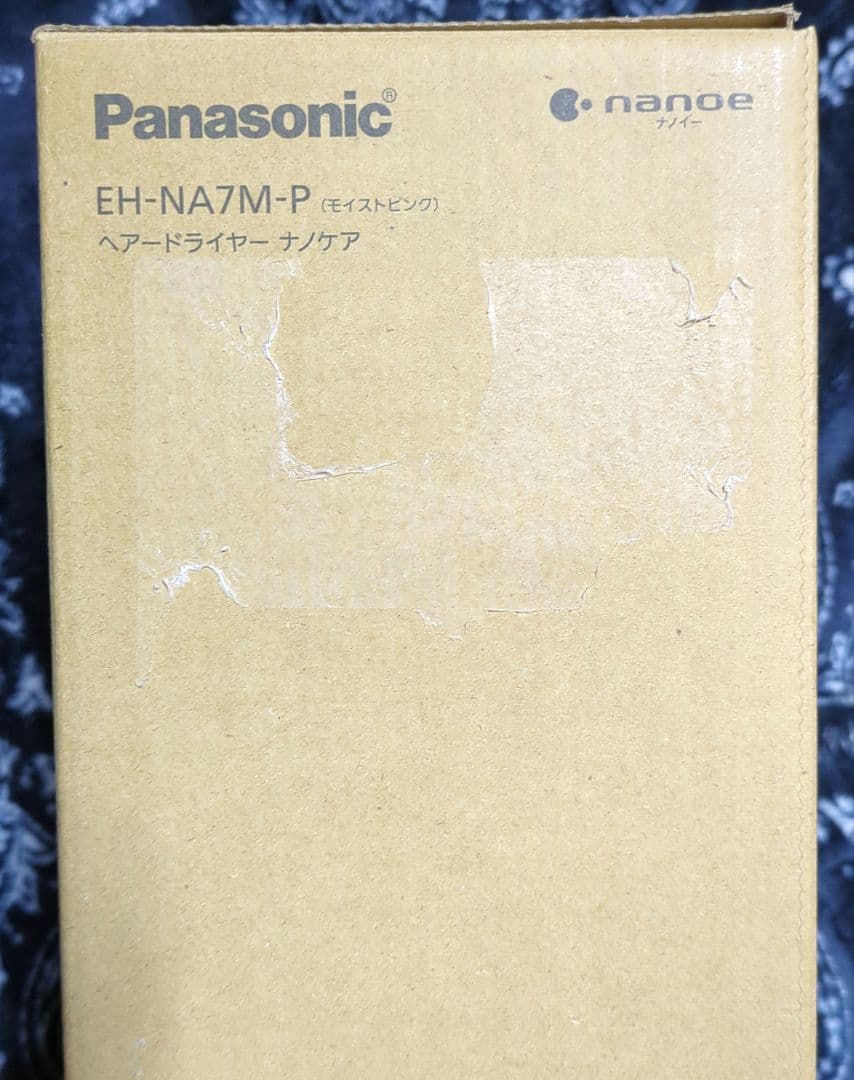 Panasonic®
nanoe
ナノイー
EH-NA7M-P (モイストピンク)
ヘアードライヤー ナノケア